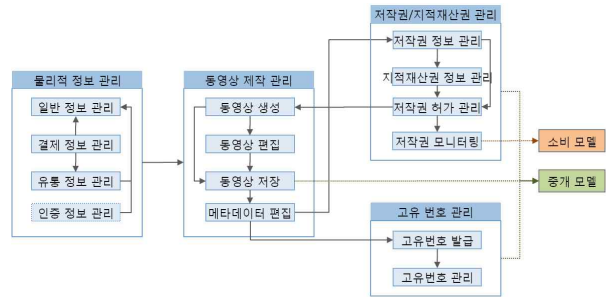 저작권/지적재산권 관리
저작권 정보 관리
지적재산권 정보 관리
저작권 허가 관리
저작권 모니터링
물리적 정보 관리
일반 정보 관리
결제 정보 관리
유통 정보 관리
인증 정보 관리
동영상 제작 관리
동영상 생성
동영상 편집
동영상 저장
메타데이터 편집
소비 모델
중개 모델
고유 번호 관리
고유번호 발급
고유번호 관리